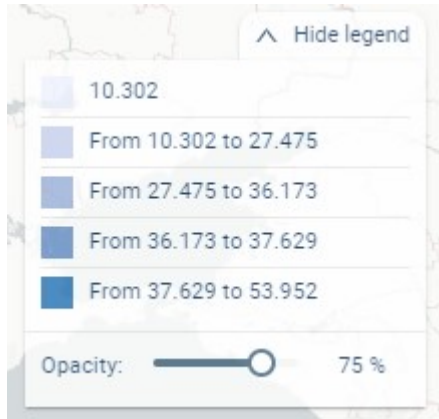 Hide legend
10.302
From 10.302 to 27.475
From 27.475 to 36.173
From 36.173 to 37.629
From 37.629 to 53.952
Opacity: 75 %